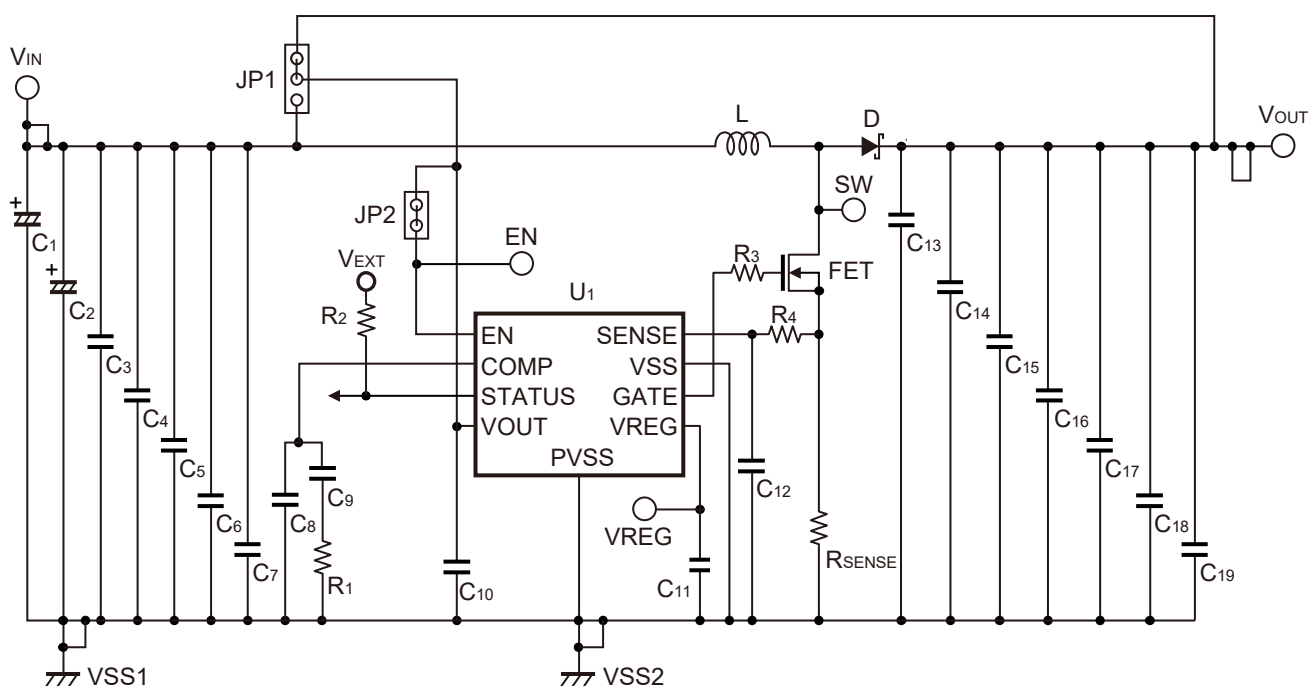 VIN
JP1
L
D
VOUT
SW
JP2
EN
+
C1
+
C2
VEXT
R2
U1
R3
FET
R4
C13
EN
COMP
STATUS
VOUT
PVSS
SENSE
VSS
GATE
VREG
C3
C4
C5
C6
C7
C8
C9
R1
C10
VREG
C11
C12
RSENSE
C14
C15
C16
C17
C18
C19
VSS1
VSS2